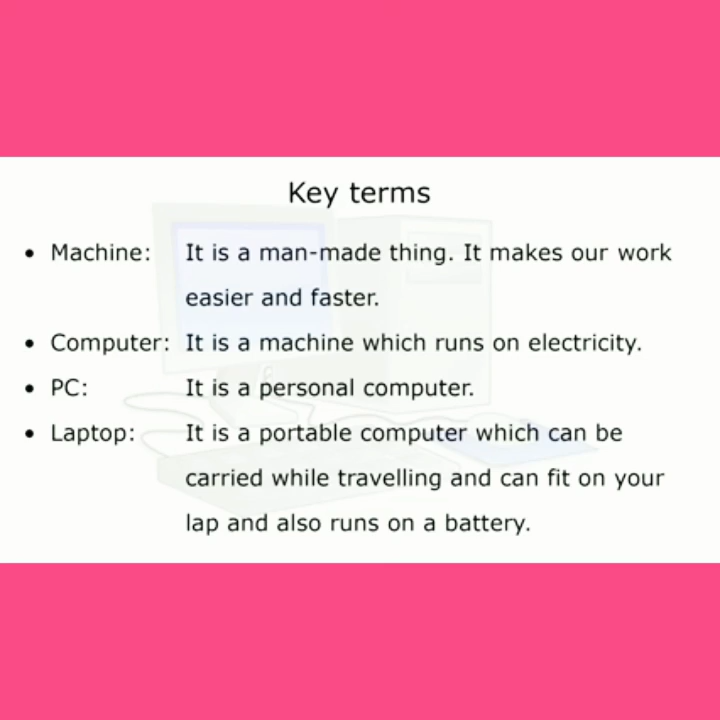 Key terms
• Machine: It is a man-made thing. It makes our work
easier and faster.
• Computer: It is a machine which runs on electricity.
• PC: It is a personal computer.
• Laptop: It is a portable computer which can be
carried while travelling and can fit on your
lap and also runs on a battery.